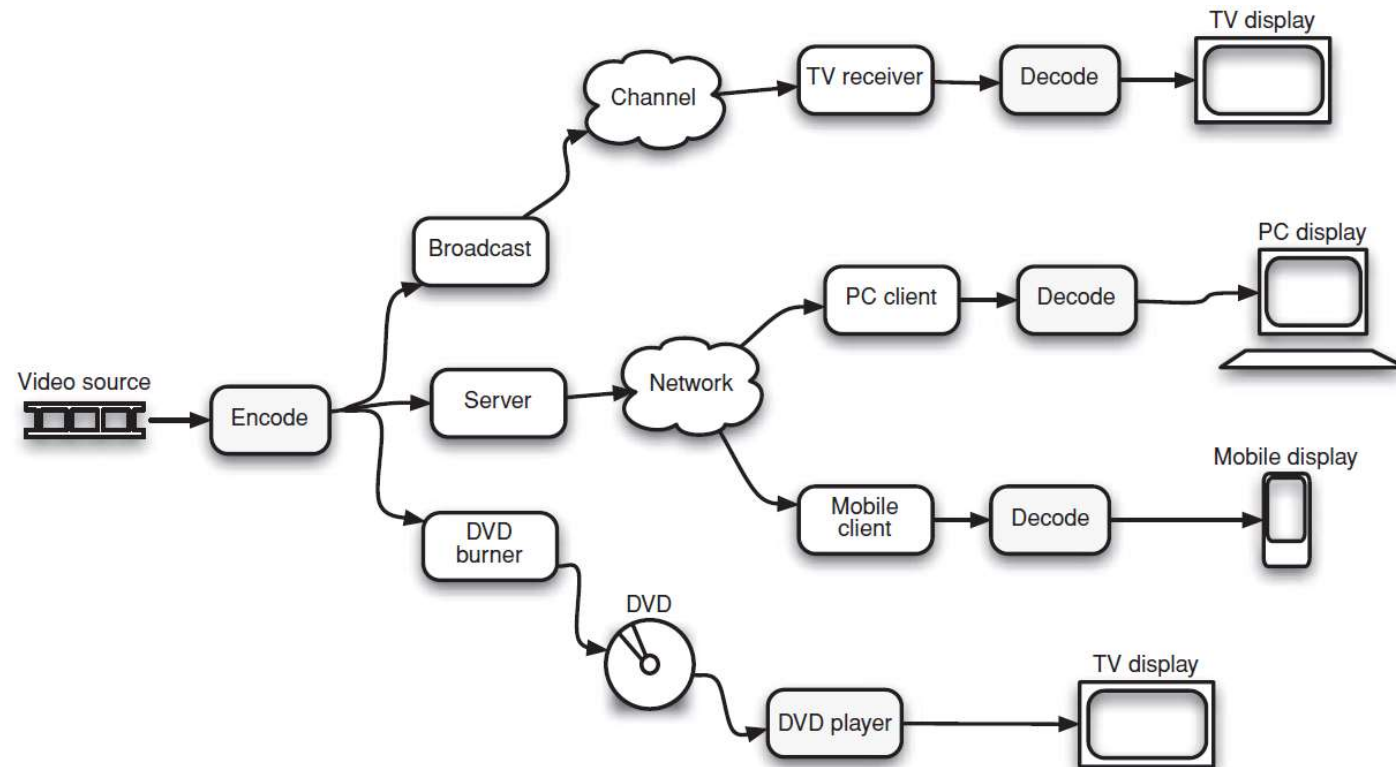 TV display
Channel
TV receiver
Decode
Broadcast
PC display
PC client
Decode
Video source
Encode
Server
Network
Mobile display
Mobile
client
Decode
DVD
burner
DVD
TV display
DVD player